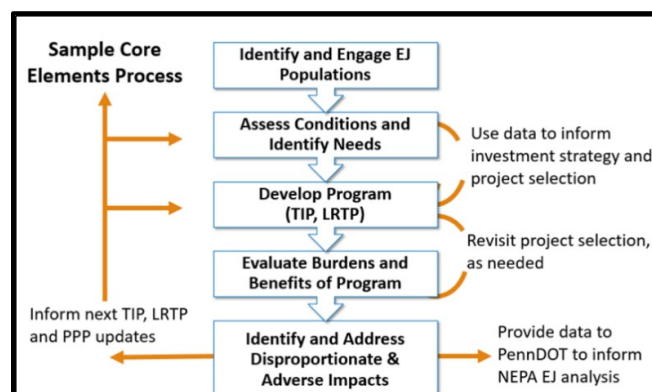 Sample Core
Elements Process
Identify and Engage EJ
Populations
Assess Conditions and
Identify Needs
Use data to inform
investment strategy and
project selection
Develop Program
(TIP, LRTP)
Revisit project selection,
as needed
Evaluate Burdens and
Benefits of Program
Inform next TIP, LRTP
and PPP updates
Identify and Address
Disproportionate &
Adverse Impacts
Provide data to
PennDOT to inform
NEPA EJ analysis